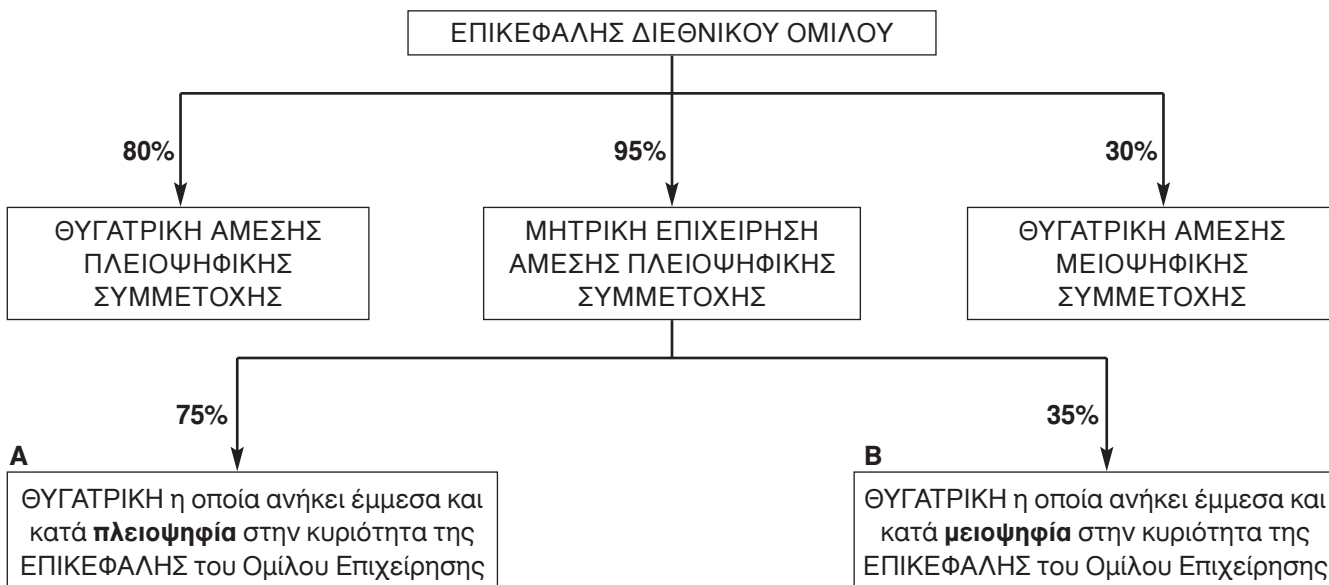 ΕΠΙΚΕΦΑΛΗΣ ΔΙΕΘΝΙΚΟΥ ΟΜΙΛΟΥ
80%
95%
30%
ΘΥΓΑΤΡΙΚΗ ΑΜΕΣΗΣ
ΠΛΕΙΟΨΗΦΙΚΗΣ
ΣΥΜΜΕΤΟΧΗΣ
ΜΗΤΡΙΚΗ ΕΠΙΧΕΙΡΗΣΗ
ΑΜΕΣΗΣ ΠΛΕΙΟΨΗΦΙΚΗΣ
ΣΥΜΜΕΤΟΧΗΣ
ΘΥΓΑΤΡΙΚΗ ΑΜΕΣΗΣ
ΜΕΙΟΨΗΦΙΚΗΣ
ΣΥΜΜΕΤΟΧΗΣ
75%
35%
Α
ΘΥΓΑΤΡΙΚΗ η οποία ανήκει έμμεσα και
κατά πλειοψηφία στην κυριότητα της
ΕΠΙΚΕΦΑΛΗΣ του Ομίλου Επιχείρησης
Β
ΘΥΓΑΤΡΙΚΗ η οποία ανήκει έμμεσα και
κατά μειοψηφία στην κυριότητα της
ΕΠΙΚΕΦΑΛΗΣ του Ομίλου Επιχείρησης